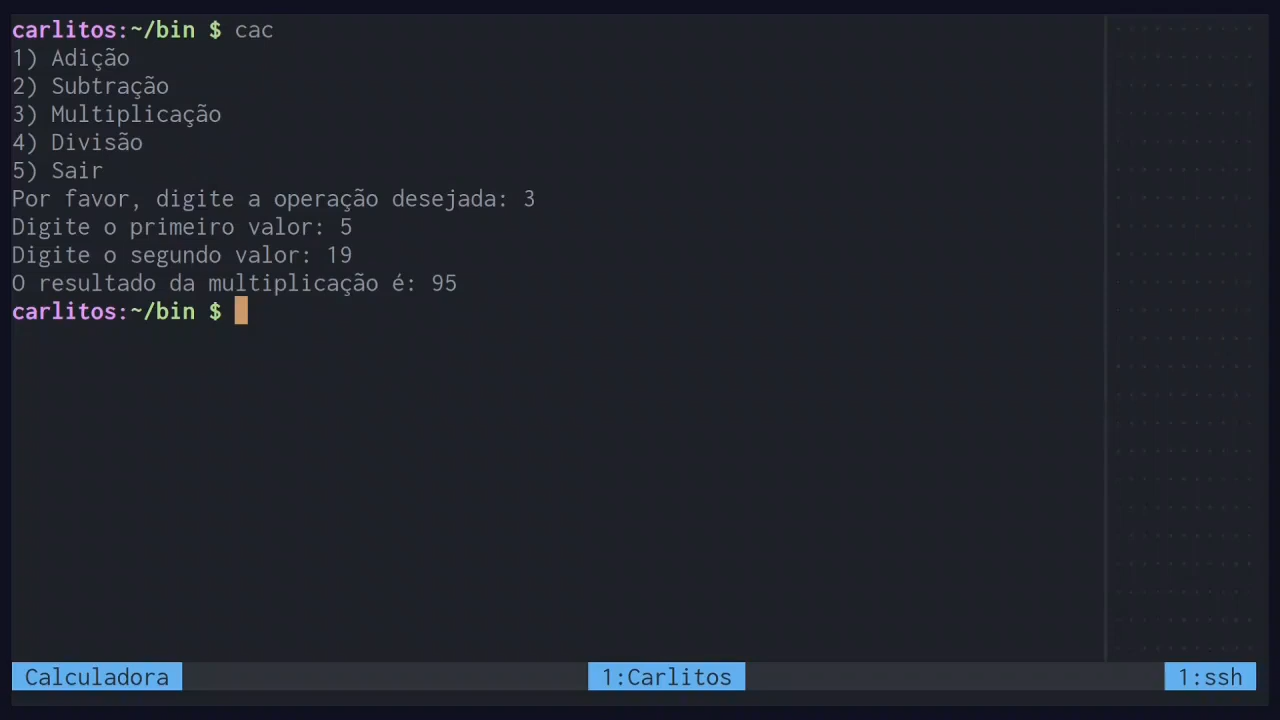 carlitos:~/bin $ cac
1) Adição
2) Subtração
3) Multiplicação
4) Divisão
5) Sair
Por favor, digite a operação desejada: 3
Digite o primeiro valor: 5
Digite o segundo valor: 19
O resultado da multiplicação é: 95
carlitos:~/bin $
Calculadora 1:Carlitos 1:ssh